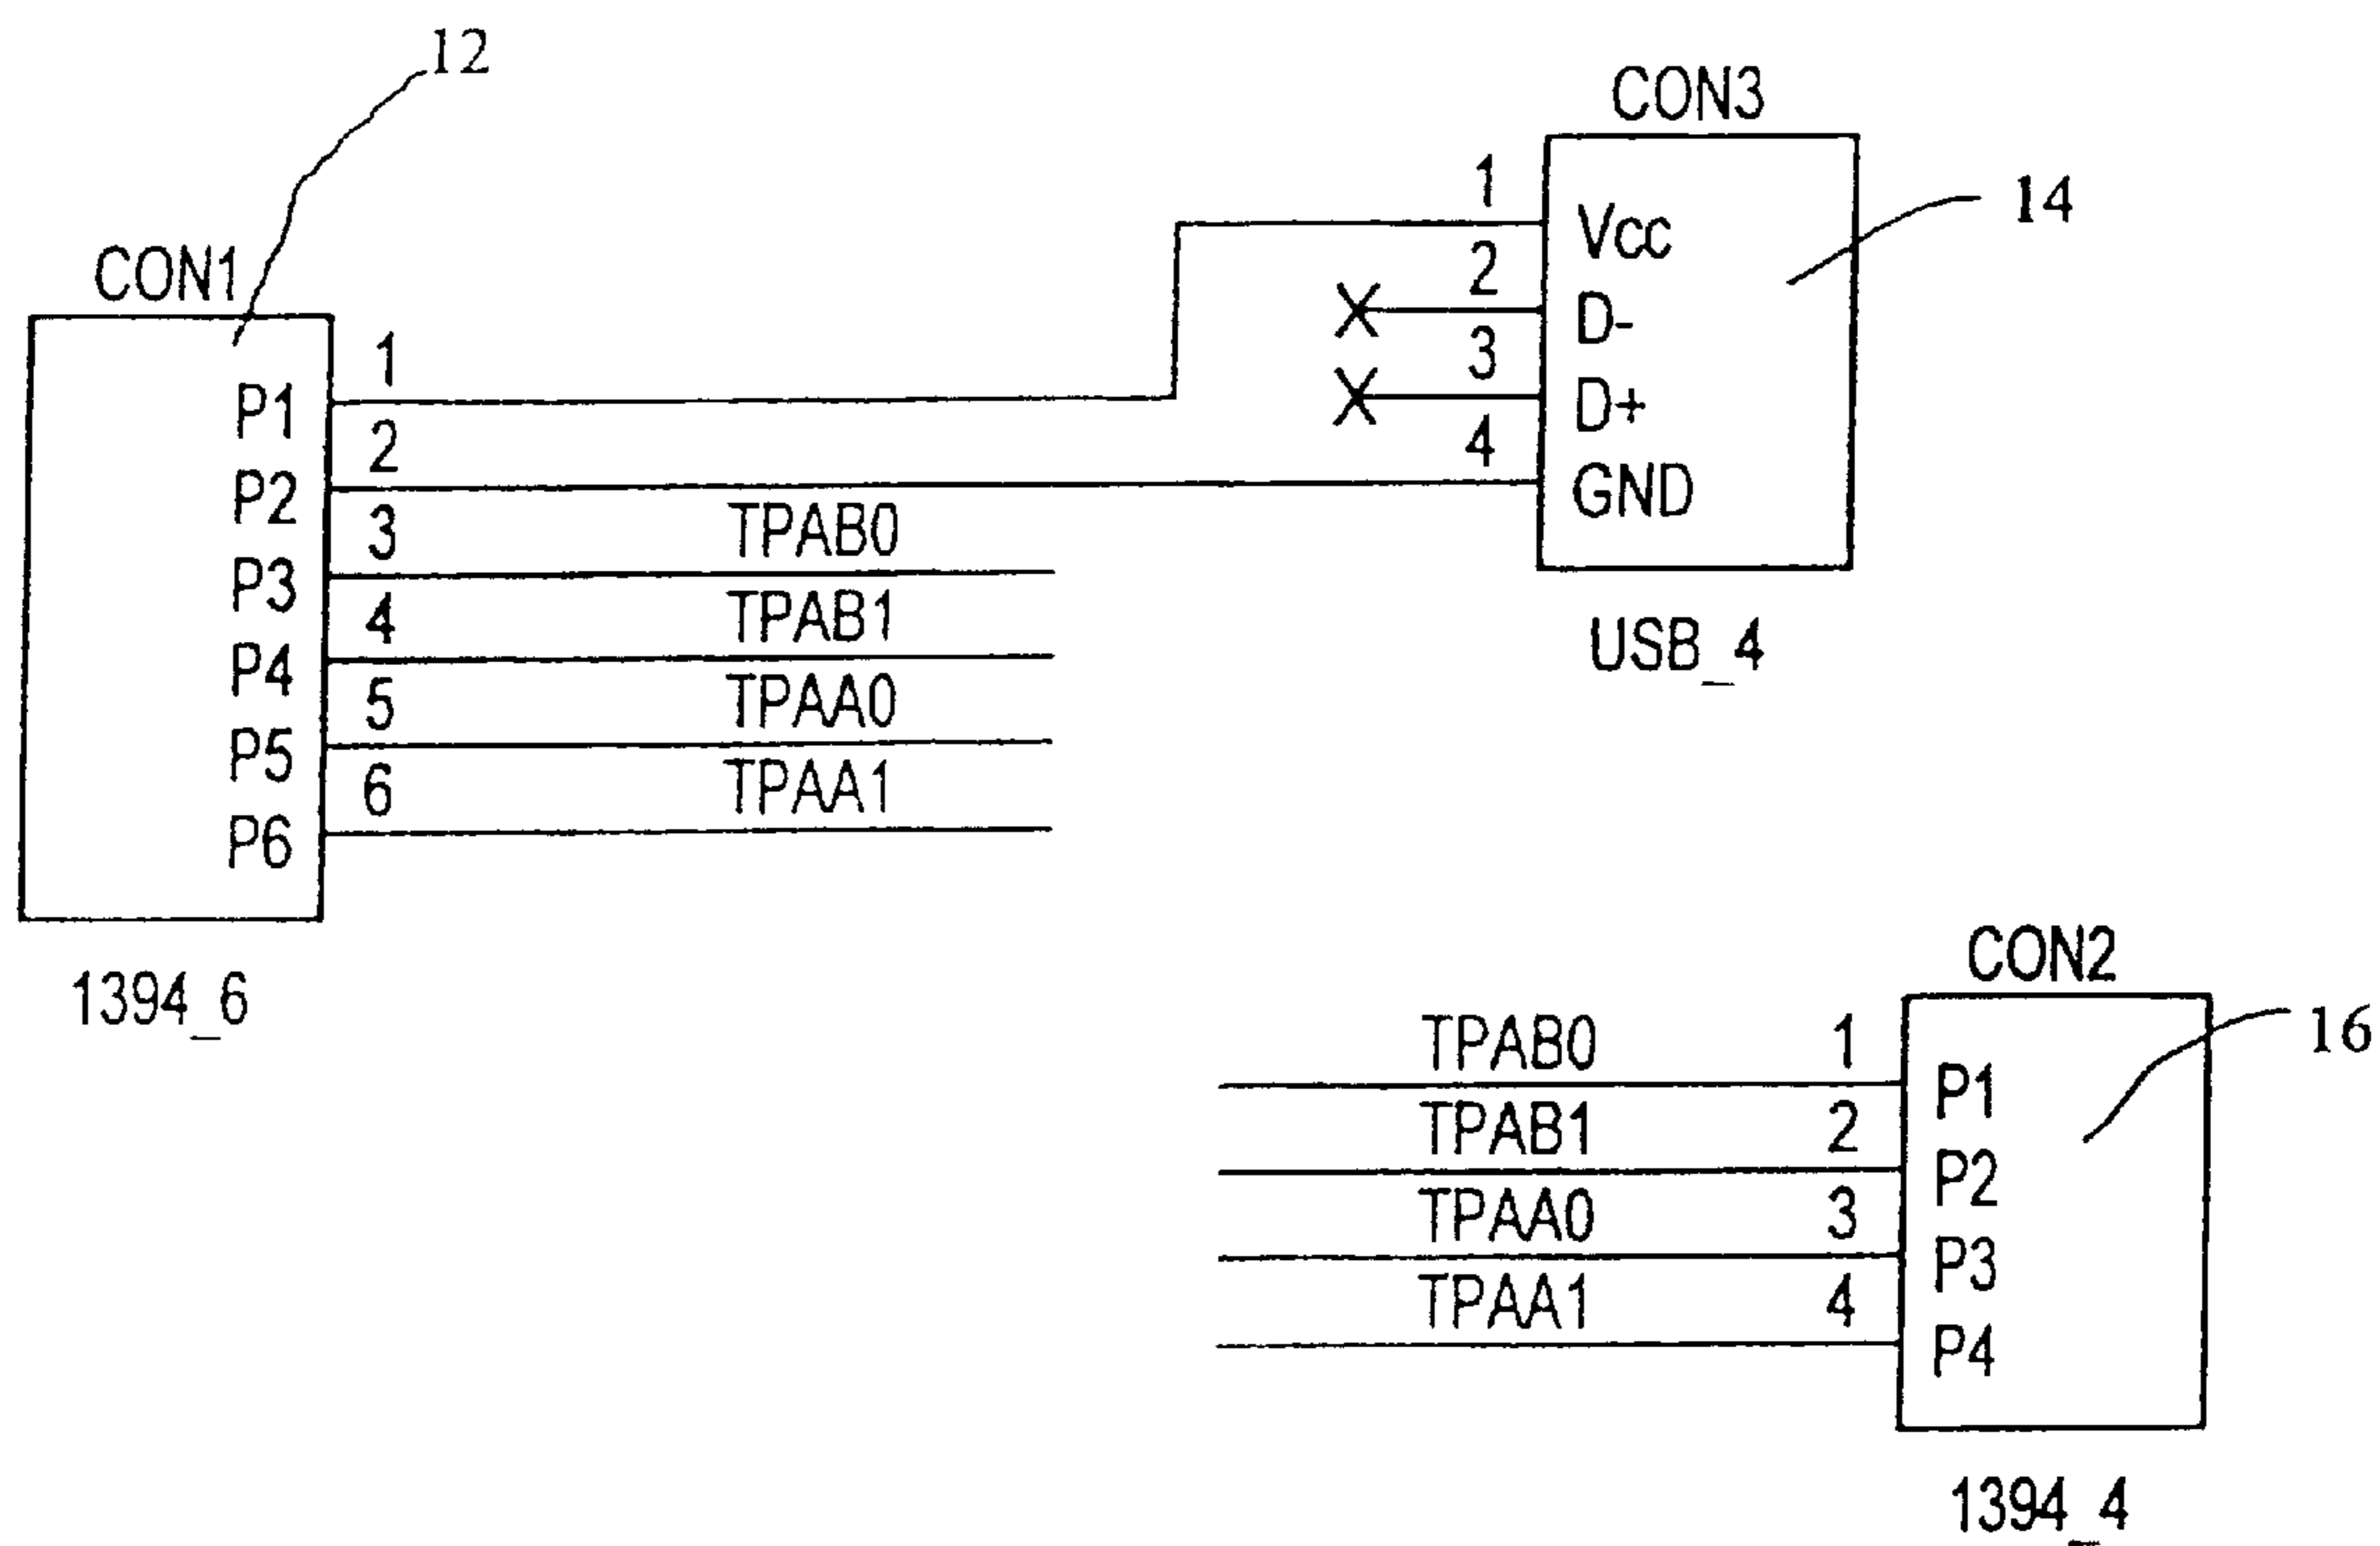 12
CON1
P1 1
P2 2
P3 3 TPAB0
P4 4 TPAB1
P5 5 TPAA0
P6 6 TPAA1
1394_6
CON3
14
1 Vcc
2 D-
3 D+
4 GND
USB_4
CON2
16
TPAB0 1 P1
TPAB1 2 P2
TPAA0 3 P3
TPAA1 4 P4
1394_4